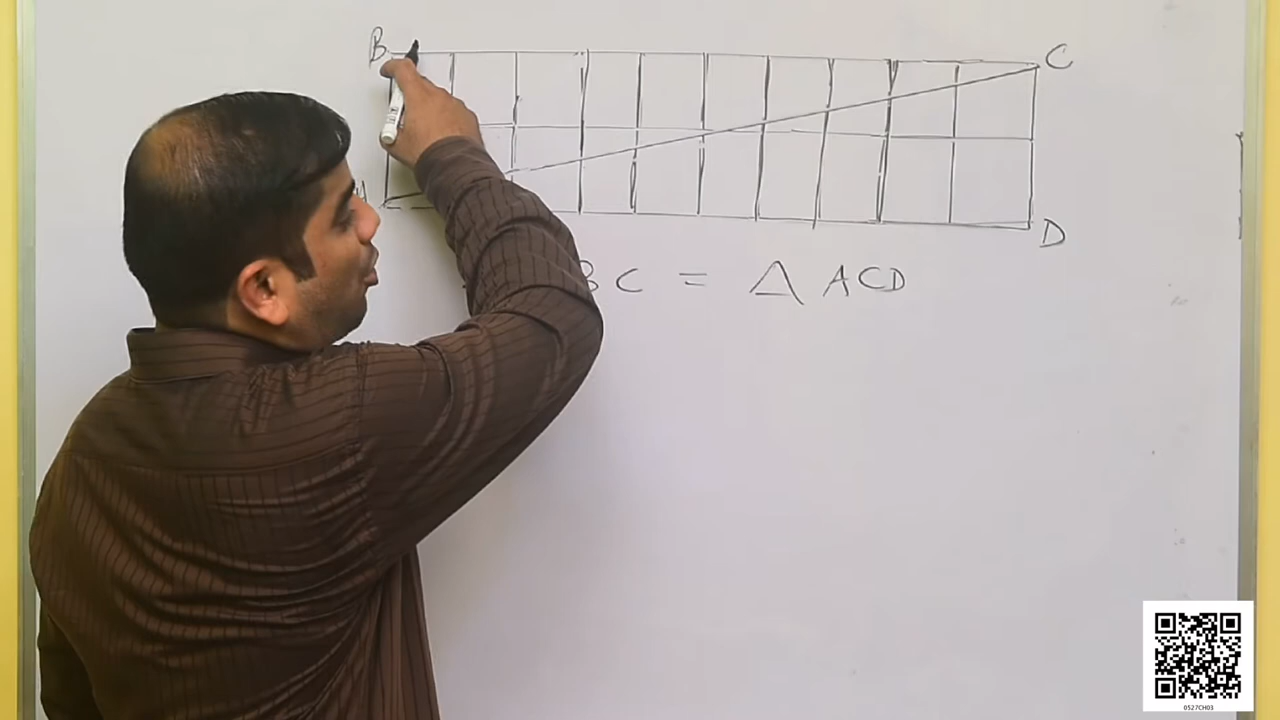 B C
D
BC = △ ACD
0527CH03